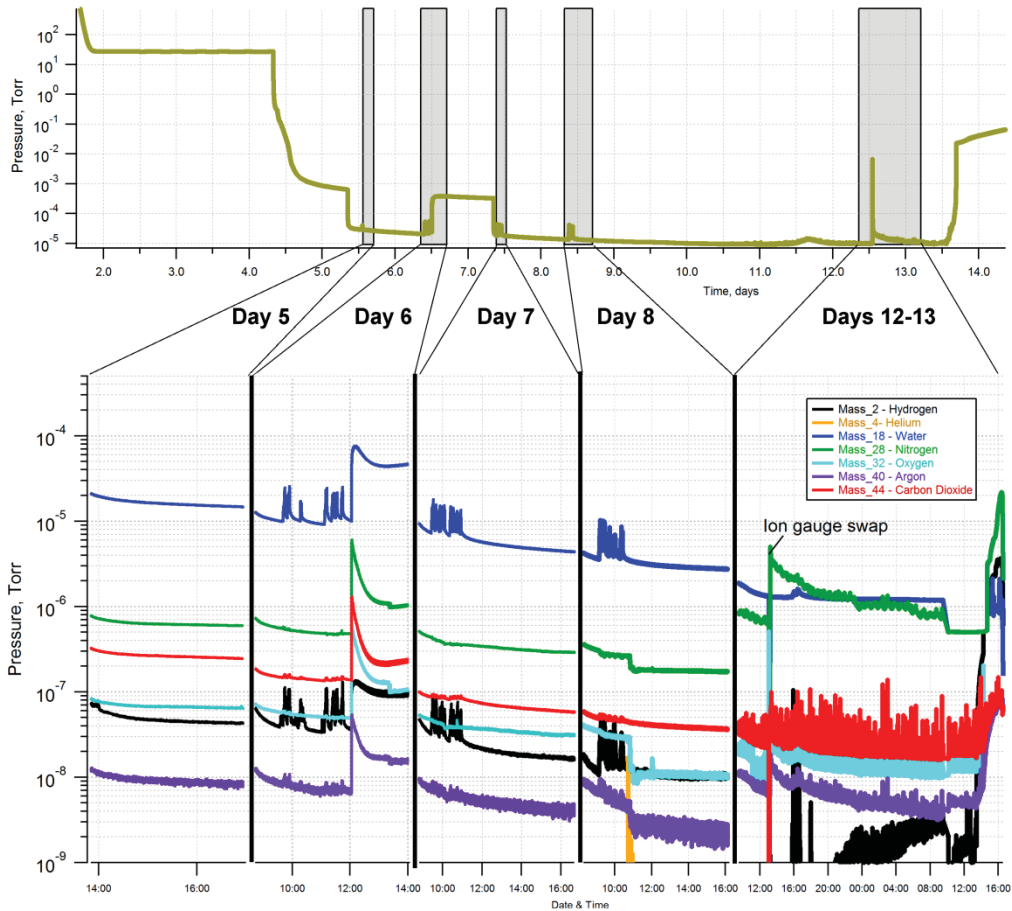 10²
10¹
10⁰
10⁻¹
10⁻²
10⁻³
10⁻⁴
10⁻⁵
Pressure, Torr
2.0 3.0 4.0 5.0 6.0 7.0 8.0 9.0 10.0 11.0 12.0 13.0 14.0
Time, days
Day 5 Day 6 Day 7 Day 8 Days 12-13
Mass_2 - Hydrogen
Mass_4- Helium
Mass_18 - Water
Mass_28 - Nitrogen
Mass_32 - Oxygen
Mass_40 - Argon
Mass_44 - Carbon Dioxide
Ion gauge swap
10⁻⁴
10⁻⁵
10⁻⁶
10⁻⁷
10⁻⁸
10⁻⁹
Pressure, Torr
14:00 16:00 10:00 12:00 14:00 10:00 12:00 14:00 16:00 10:00 12:00 14:00 16:00 12:00 16:00 20:00 00:00 04:00 08:00 12:00 16:00
Date & Time